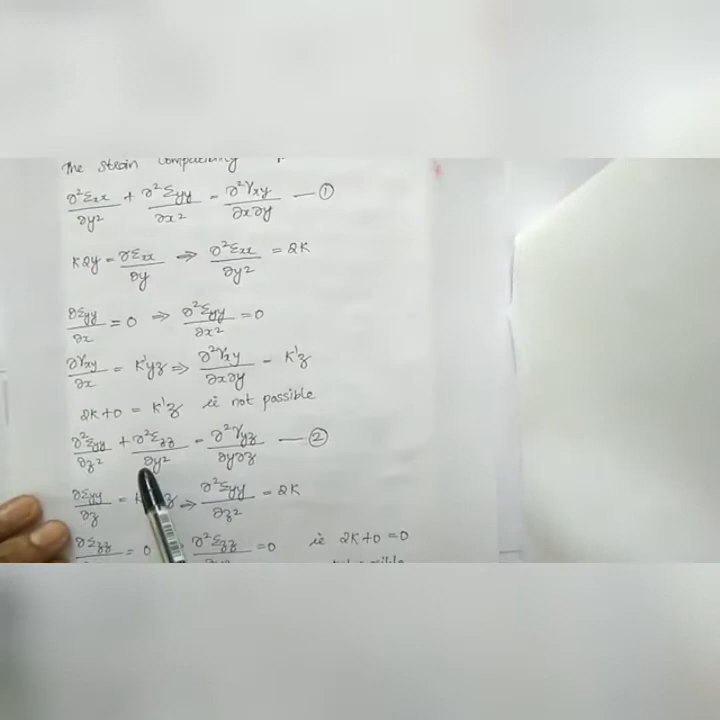 The strain
∂²εxx/∂y² + ∂²εyy/∂x² = ∂²γxy/∂x∂y — ①
k2y = ∂εxx/∂y ⇒ ∂²εxx/∂y² = 2k
∂εyy/∂x = 0 ⇒ ∂²εyy/∂x² = 0
∂γxy/∂x = k'yz ⇒ ∂²γxy/∂x∂y = k'z
2k+0 = k'z ie not possible
∂²εyy/∂z² + ∂²εzz/∂y² = ∂²γyz/∂y∂z — ②
∂εyy/∂z = z ⇒ ∂²εyy/∂z² = 2k
∂εzz = 0 ∂²εzz = 0 ie 2k+0 = 0